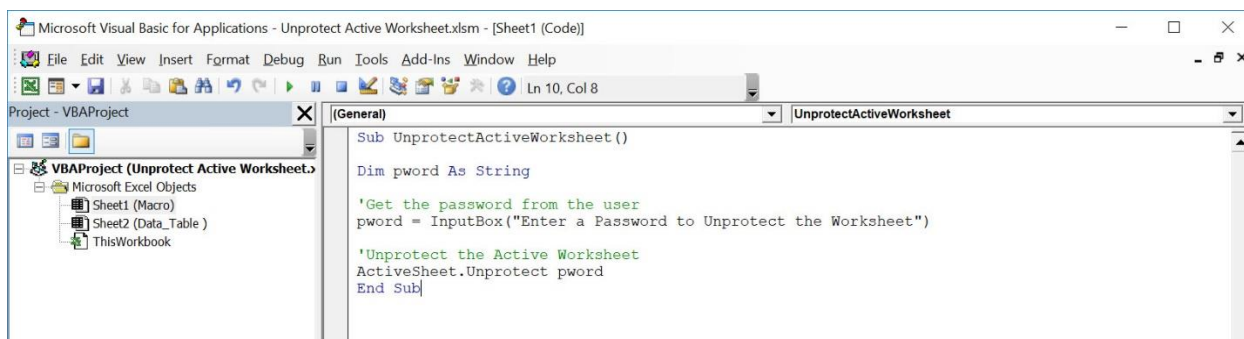 Microsoft Visual Basic for Applications - Unprotect Active Worksheet.xlsm - [Sheet1 (Code)]
File Edit View Insert Format Debug Run Tools Add-Ins Window Help
Ln 10, Col 8
Project - VBAProject
VBAProject (Unprotect Active Worksheet.x
Microsoft Excel Objects
Sheet1 (Macro)
Sheet2 (Data_Table )
ThisWorkbook
(General)
UnprotectActiveWorksheet
Sub UnprotectActiveWorksheet()
Dim pword As String
'Get the password from the user
pword = InputBox("Enter a Password to Unprotect the Worksheet")
'Unprotect the Active Worksheet
ActiveSheet.Unprotect pword
End Sub